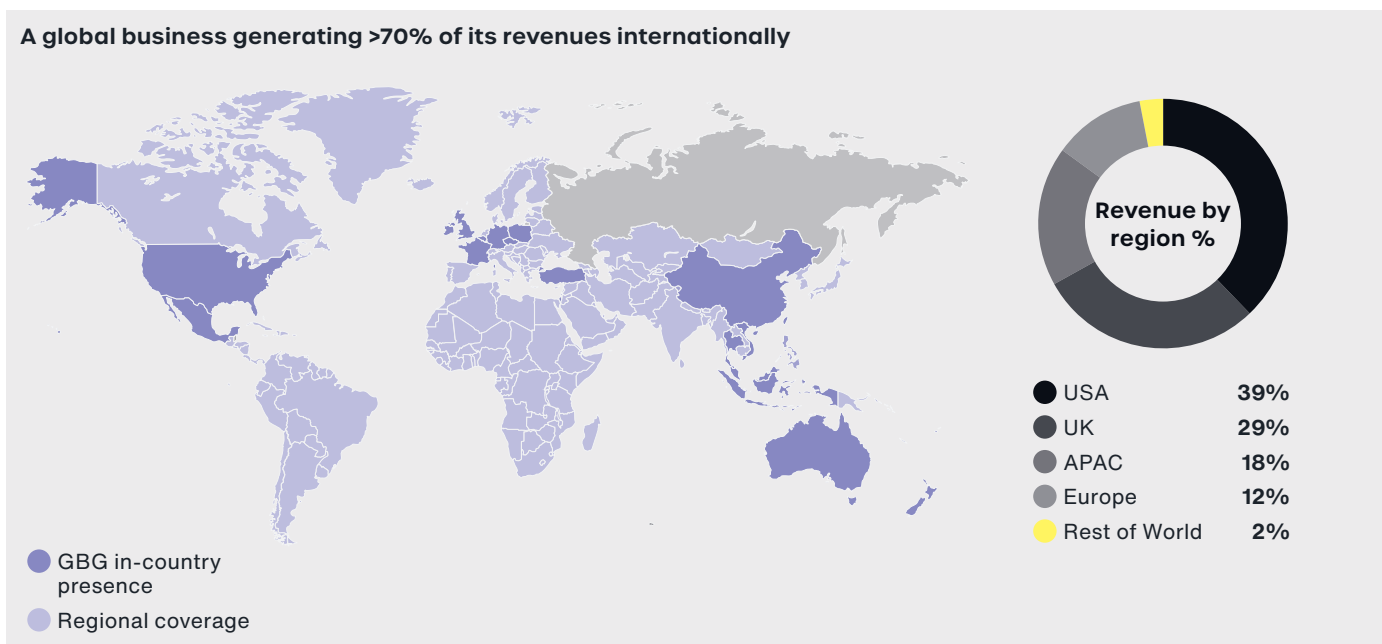 A global business generating >70% of its revenues internationally
Revenue by
region %
USA 39%
UK 29%
APAC 18%
Europe 12%
Rest of World 2%
GBG in-country
presence
Regional coverage